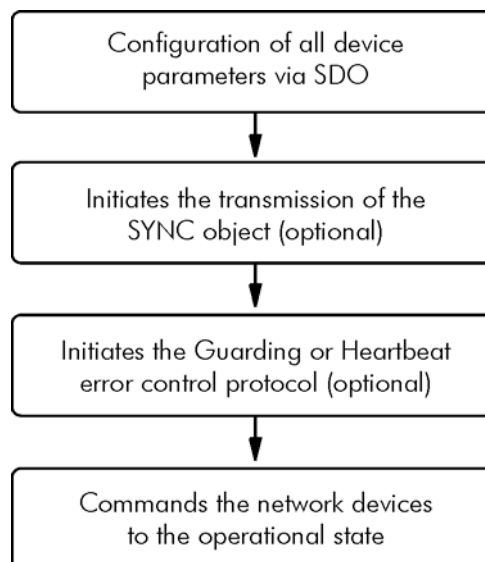 Configuration of all device
parameters via SDO
Initiates the transmission of the
SYNC object (optional)
Initiates the Guarding or Heartbeat
error control protocol (optional)
Commands the network devices
to the operational state